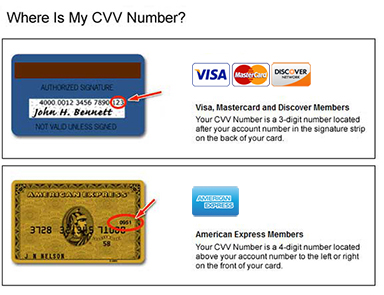 Where Is My CVV Number?
AUTHORIZED SIGNATURE
4000 0012 3456 7890 123
John H. Bennett
NOT VALID UNLESS SIGNED
VISA MasterCard DISCOVER
NETWORK
Visa, Mastercard and Discover Members
Your CVV Number is a 3-digit number located
after your account number in the signature strip
on the back of your card.
AMERICAN EXPRESS
0951
3728
58
J N NELSON
AMERICAN
EXPRESS
American Express Members
Your CVV Number is a 4-digit number located
above your account number to the left or right
on the front of your card.